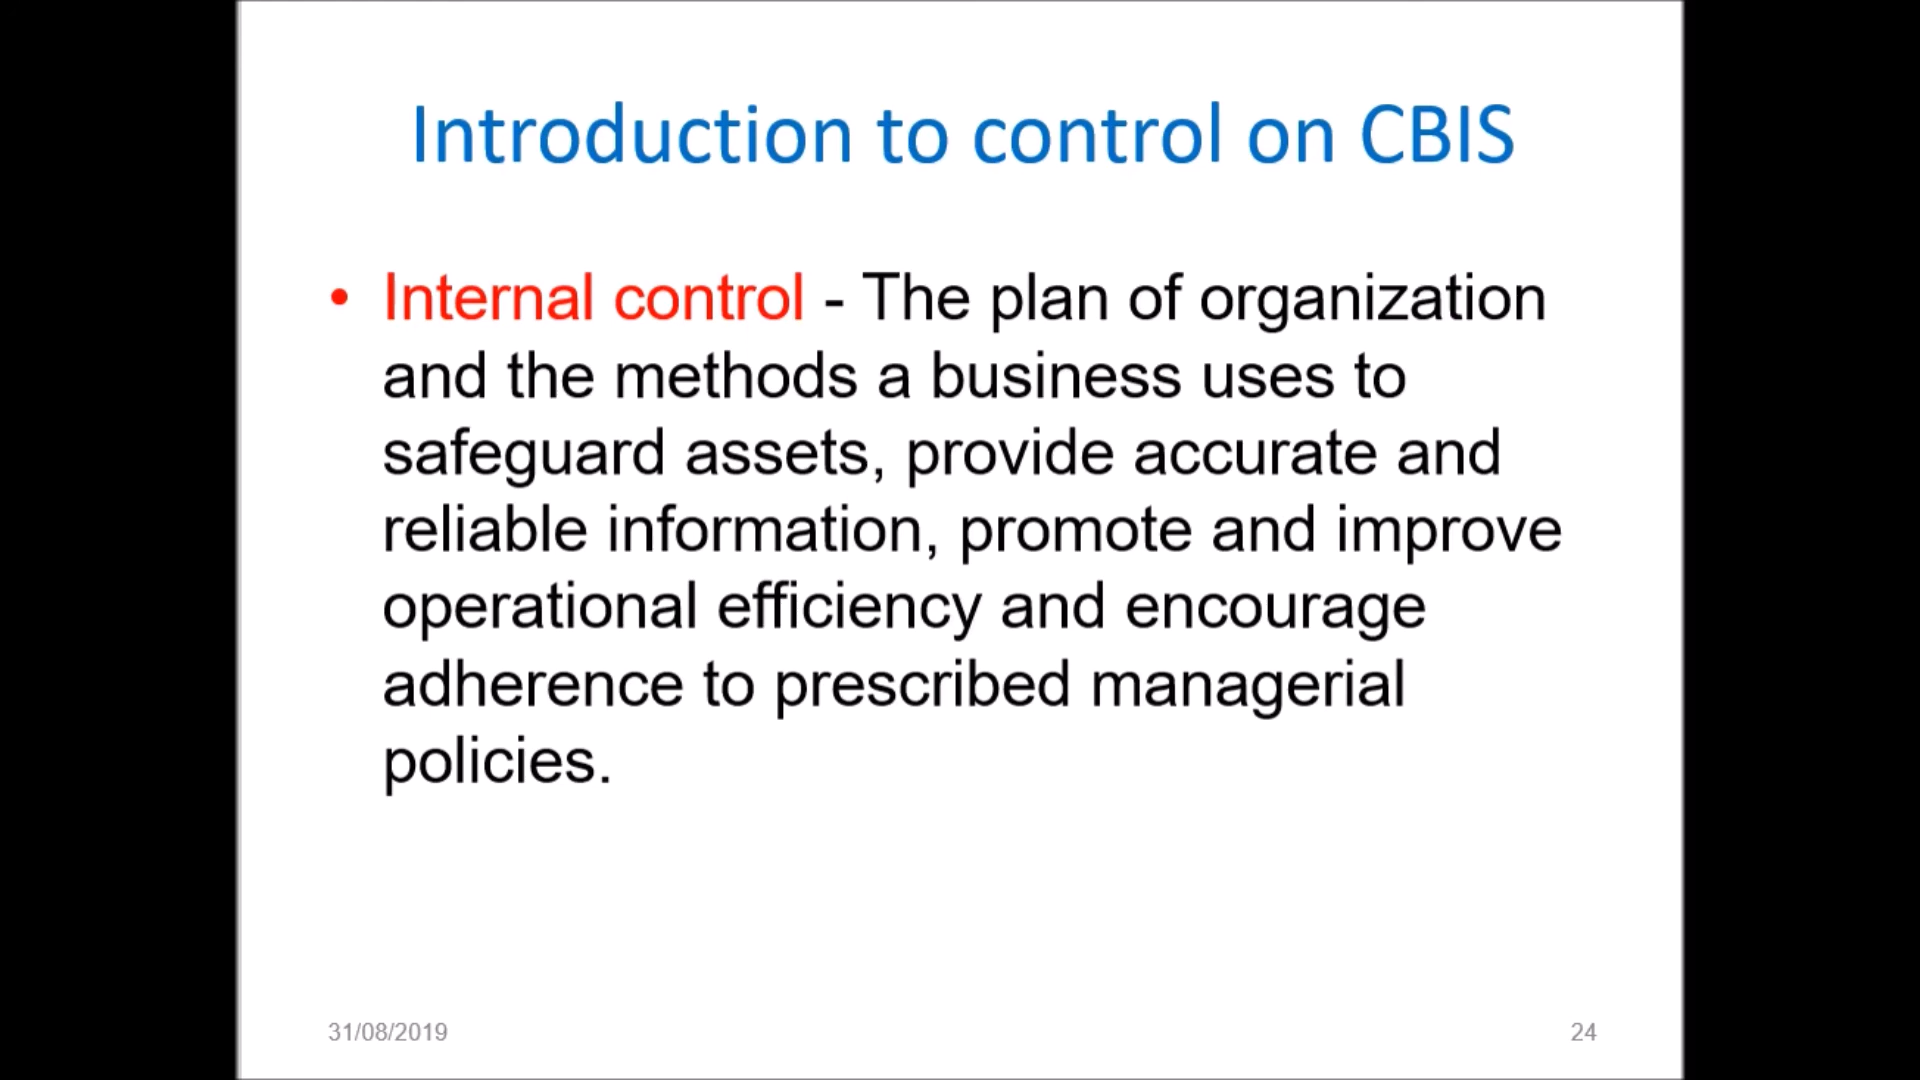 Introduction to control on CBIS
• Internal control - The plan of organization
and the methods a business uses to
safeguard assets, provide accurate and
reliable information, promote and improve
operational efficiency and encourage
adherence to prescribed managerial
policies.
31/08/2019
24